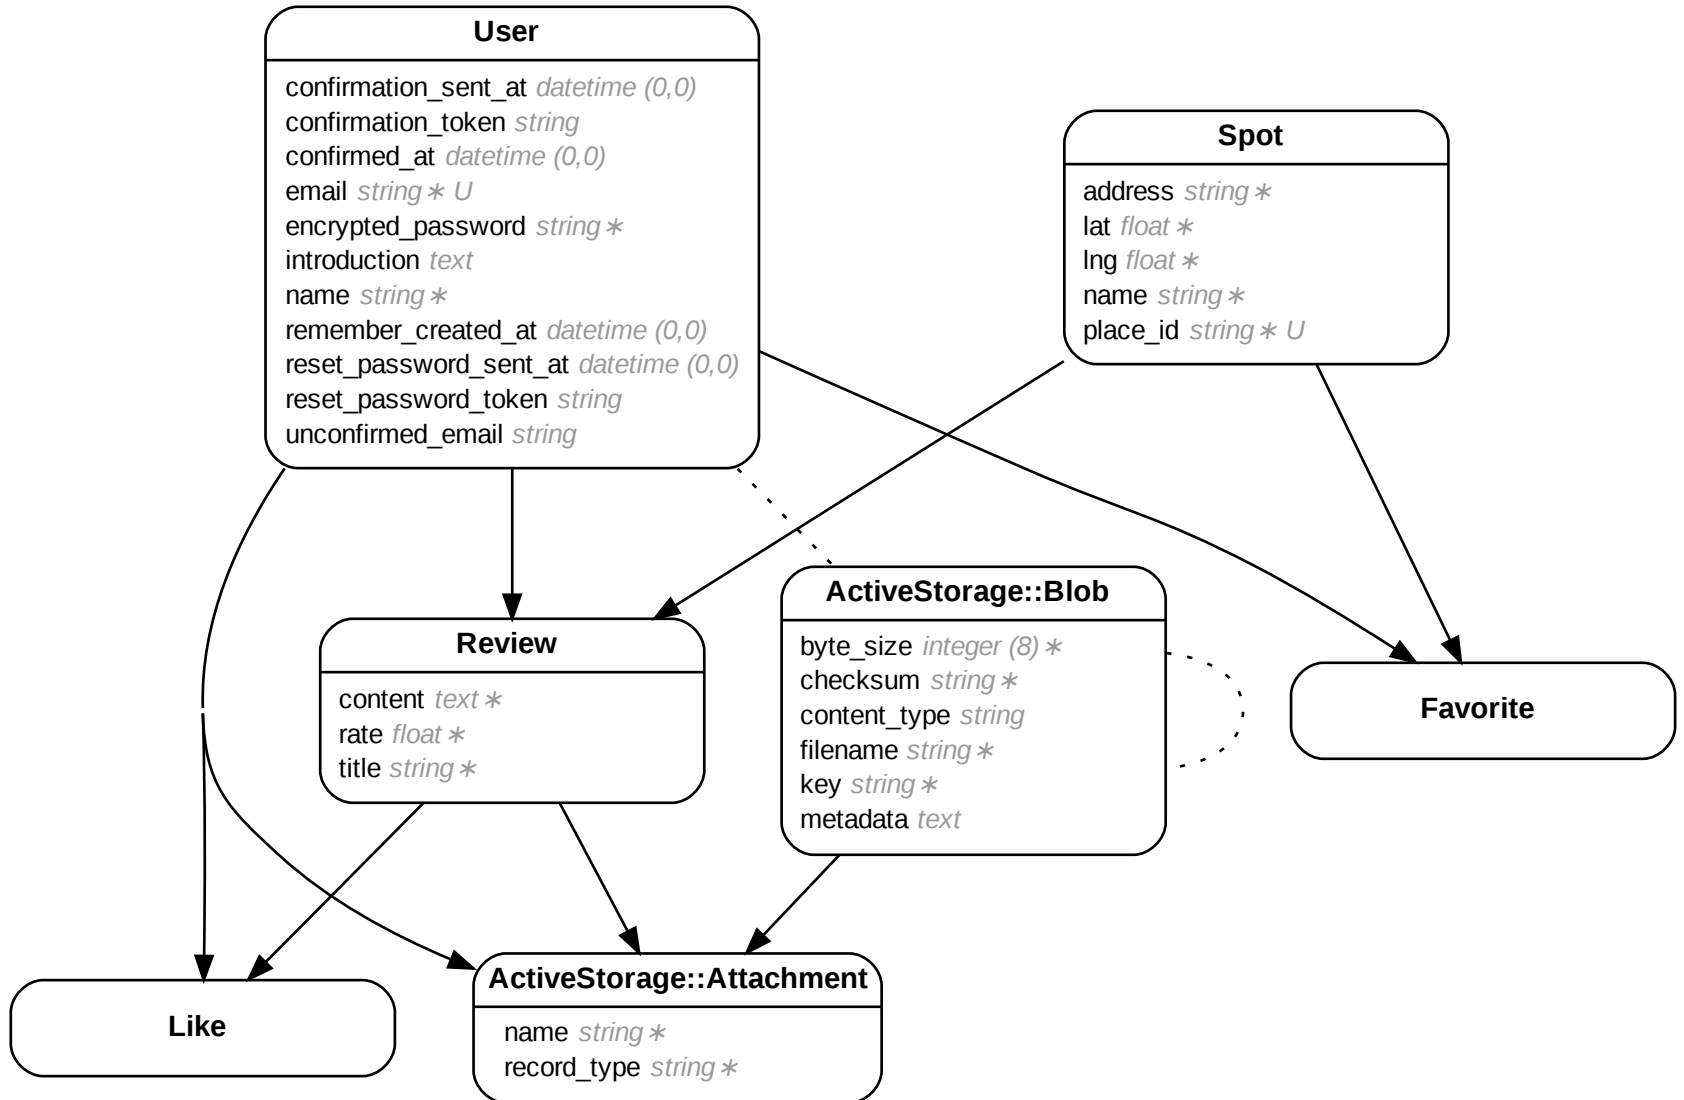 User
confirmation_sent_at datetime (0,0)
confirmation_token string
confirmed_at datetime (0,0)
email string ∗ U
encrypted_password string ∗
introduction text
name string ∗
remember_created_at datetime (0,0)
reset_password_sent_at datetime (0,0)
reset_password_token string
unconfirmed_email string
Spot
address string ∗
lat float ∗
lng float ∗
name string ∗
place_id string ∗ U
Review
content text ∗
rate float ∗
title string ∗
ActiveStorage::Blob
byte_size integer (8) ∗
checksum string ∗
content_type string
filename string ∗
key string ∗
metadata text
Favorite
Like
ActiveStorage::Attachment
name string ∗
record_type string ∗